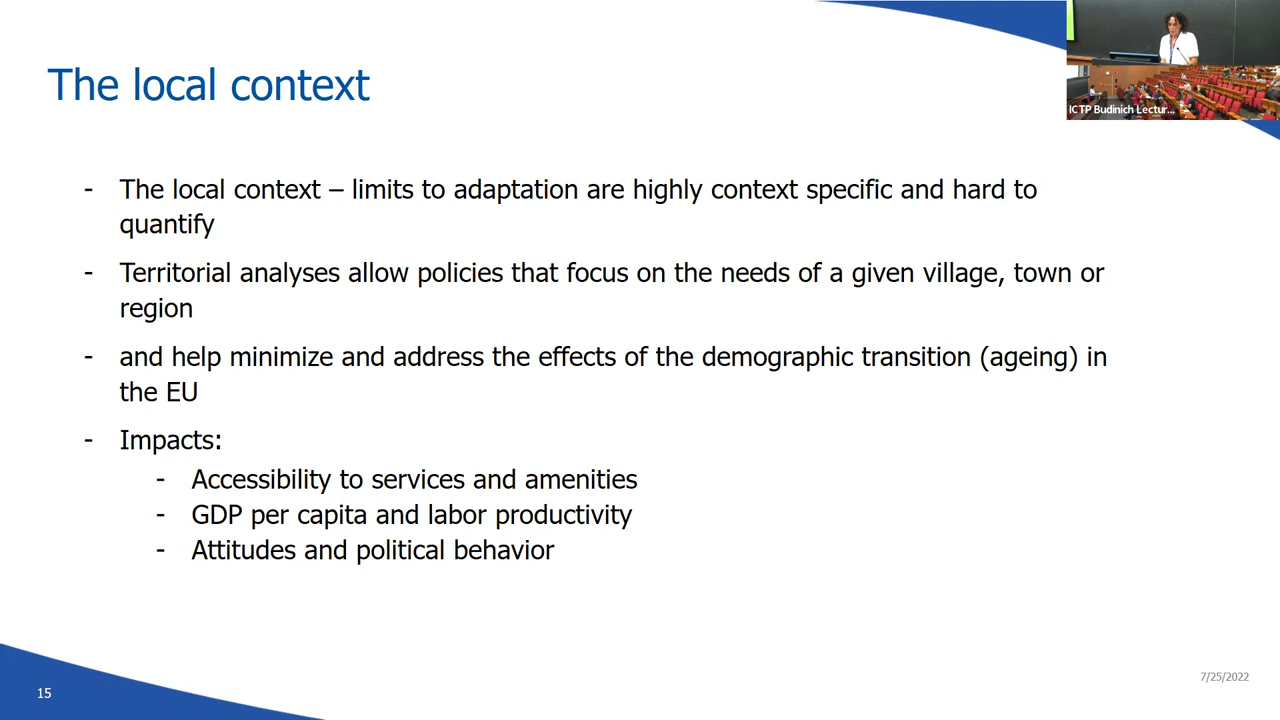 The local context
ICTP Budinich Lectur...
- The local context – limits to adaptation are highly context specific and hard to
quantify
- Territorial analyses allow policies that focus on the needs of a given village, town or
region
- and help minimize and address the effects of the demographic transition (ageing) in
the EU
- Impacts:
- Accessibility to services and amenities
- GDP per capita and labor productivity
- Attitudes and political behavior
7/25/2022
15